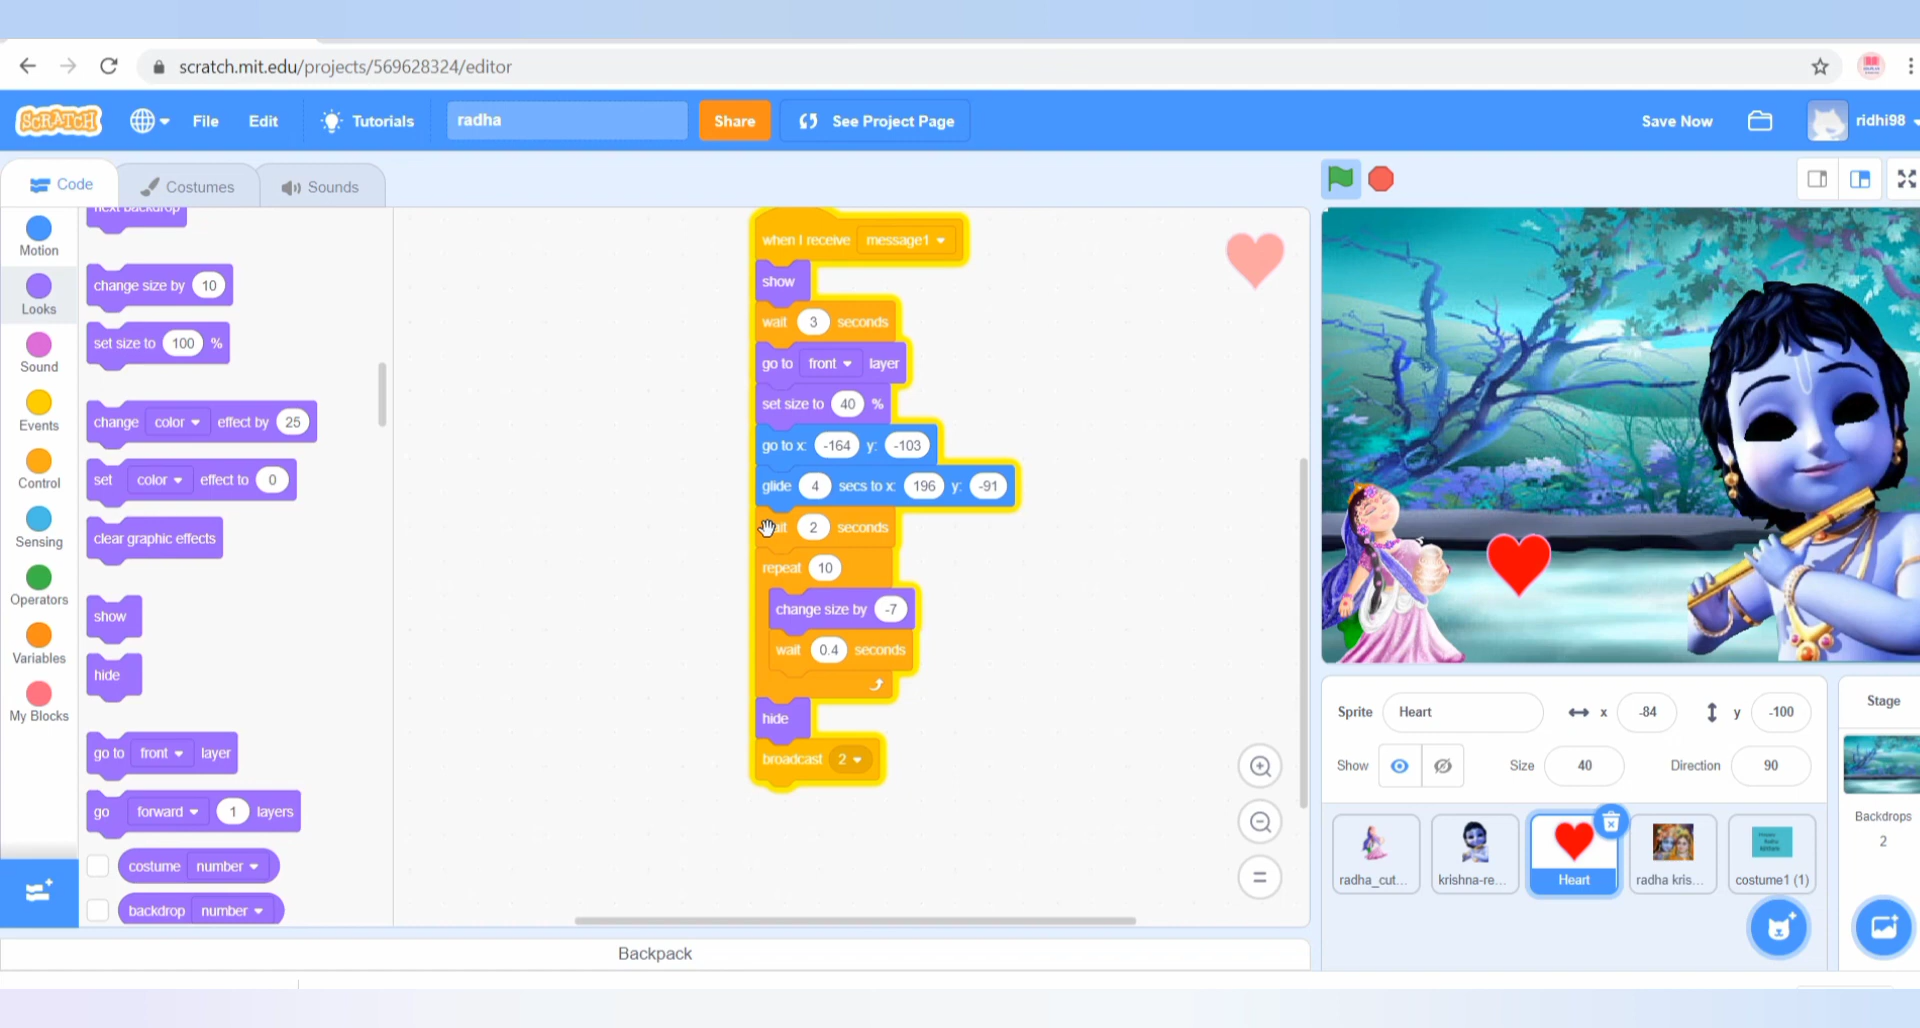 scratch.mit.edu/projects/569628324/editor
SCRATCH
File
Edit
Tutorials
radha
Share
See Project Page
Save Now
ridhi98
Code
Costumes
Sounds
Motion
Looks
Sound
Events
Control
Sensing
Operators
Variables
My Blocks
next backdrop
change size by 10
set size to 100 %
change color effect by 25
set color effect to 0
clear graphic effects
show
hide
go to front layer
go forward 1 layers
costume number
backdrop number
when I receive message1
show
wait 3 seconds
go to front layer
set size to 40 %
go to x: -164 y: -103
glide 4 secs to x: 196 y: -91
wait 2 seconds
repeat 10
change size by -7
wait 0.4 seconds
hide
broadcast 2
Backpack
Sprite Heart x -84 y -100
Show Size 40 Direction 90
radha_cut...
krishna-re...
Heart
radha kris...
costume1 (1)
Stage
Backdrops
2